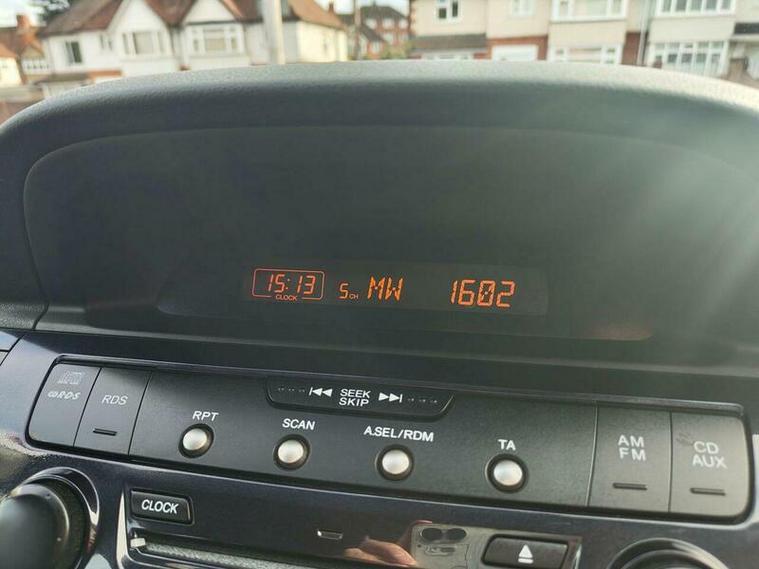 15:13 5CH MW 1602
CLOCK
RDS
RDS
SEEK
SKIP
RPT
SCAN
A.SEL/RDM
TA
AM
FM
CD
AUX
CLOCK